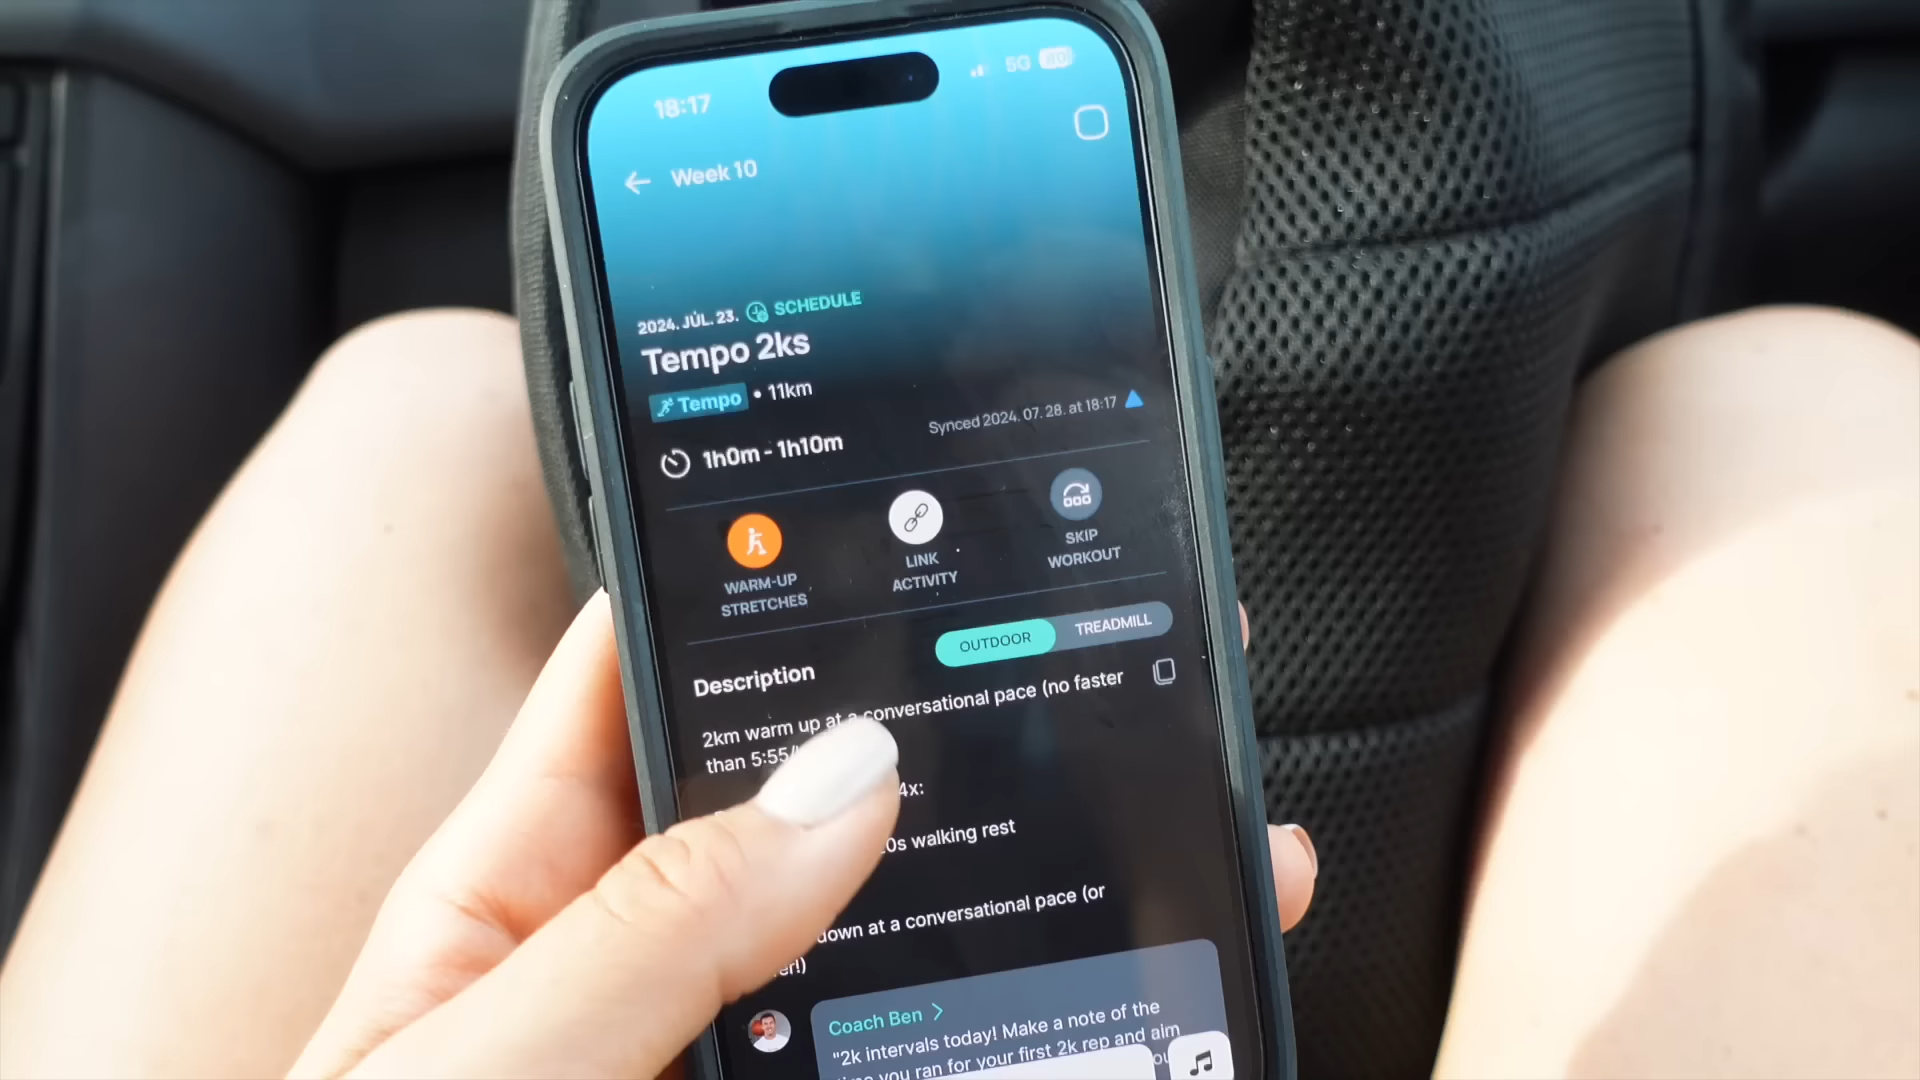 18:17 5G 80
Week 10
2024. JÚL. 23. SCHEDULE
Tempo 2ks
Tempo • 11km
1h0m - 1h10m
Synced 2024. 07. 28. at 18:17
WARM-UP
STRETCHES
LINK
ACTIVITY
SKIP
WORKOUT
OUTDOOR TREADMILL
Description
2km warm up at a conversational pace (no faster
than 5:55/
4x:
walking rest
down at a conversational pace (or
Coach Ben >
"2k intervals today! Make a note of the
you ran for your first 2k rep and aim